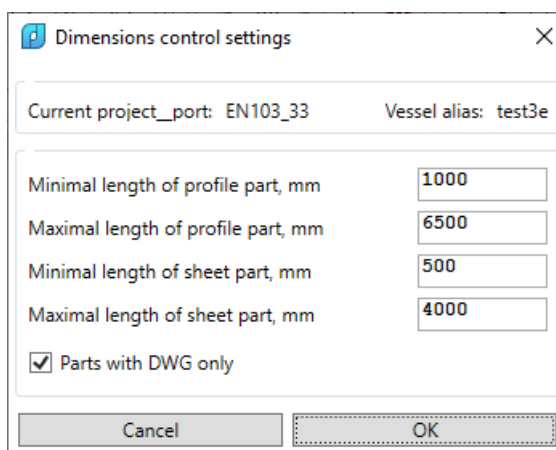 Dimensions control settings
Current project__port: EN103_33 Vessel alias: test3e
Minimal length of profile part, mm 1000
Maximal length of profile part, mm 6500
Minimal length of sheet part, mm 500
Maximal length of sheet part, mm 4000
Parts with DWG only
Cancel OK